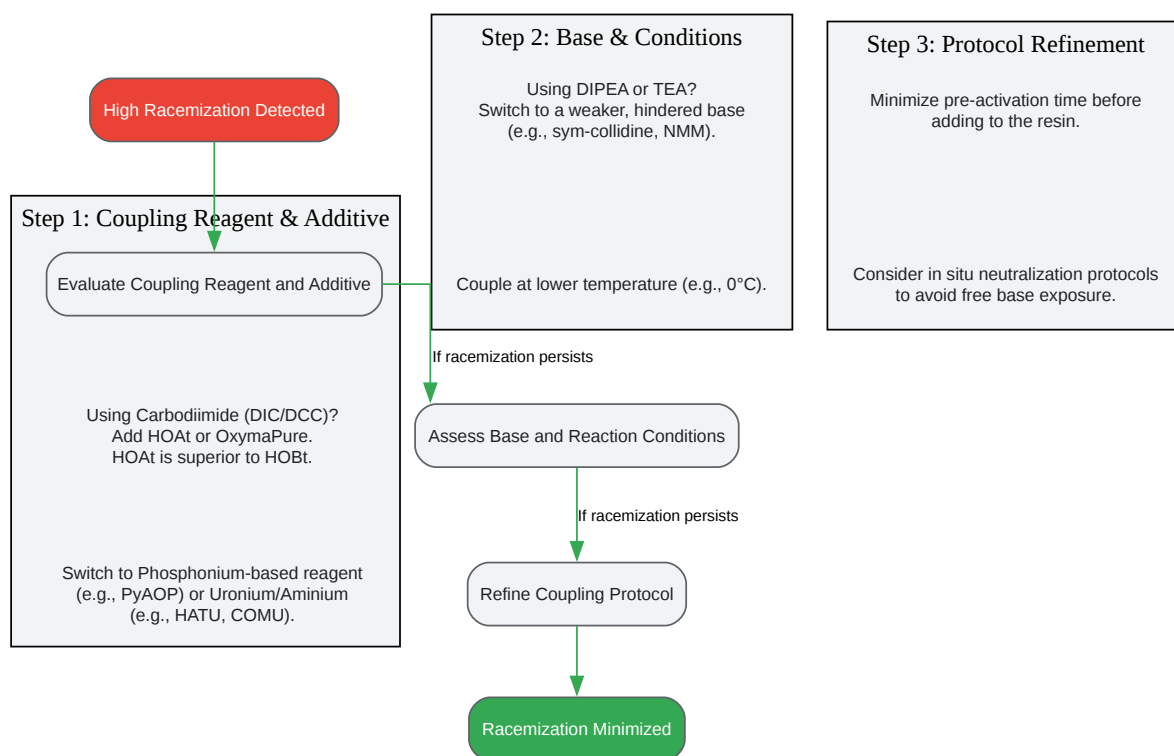 High Racemization Detected
Step 1: Coupling Reagent & Additive
Evaluate Coupling Reagent and Additive
Using Carbodiimide (DIC/DCC)?
Add HOAt or OxymaPure.
HOAt is superior to HOBt.
Switch to Phosphonium-based reagent
(e.g., PyAOP) or Uronium/Aminium
(e.g., HATU, COMU).
Step 2: Base & Conditions
Using DIPEA or TEA?
Switch to a weaker, hindered base
(e.g., sym-collidine, NMM).
Couple at lower temperature (e.g., 0°C).
If racemization persists
Assess Base and Reaction Conditions
If racemization persists
Refine Coupling Protocol
Racemization Minimized
Step 3: Protocol Refinement
Minimize pre-activation time before
adding to the resin.
Consider in situ neutralization protocols
to avoid free base exposure.